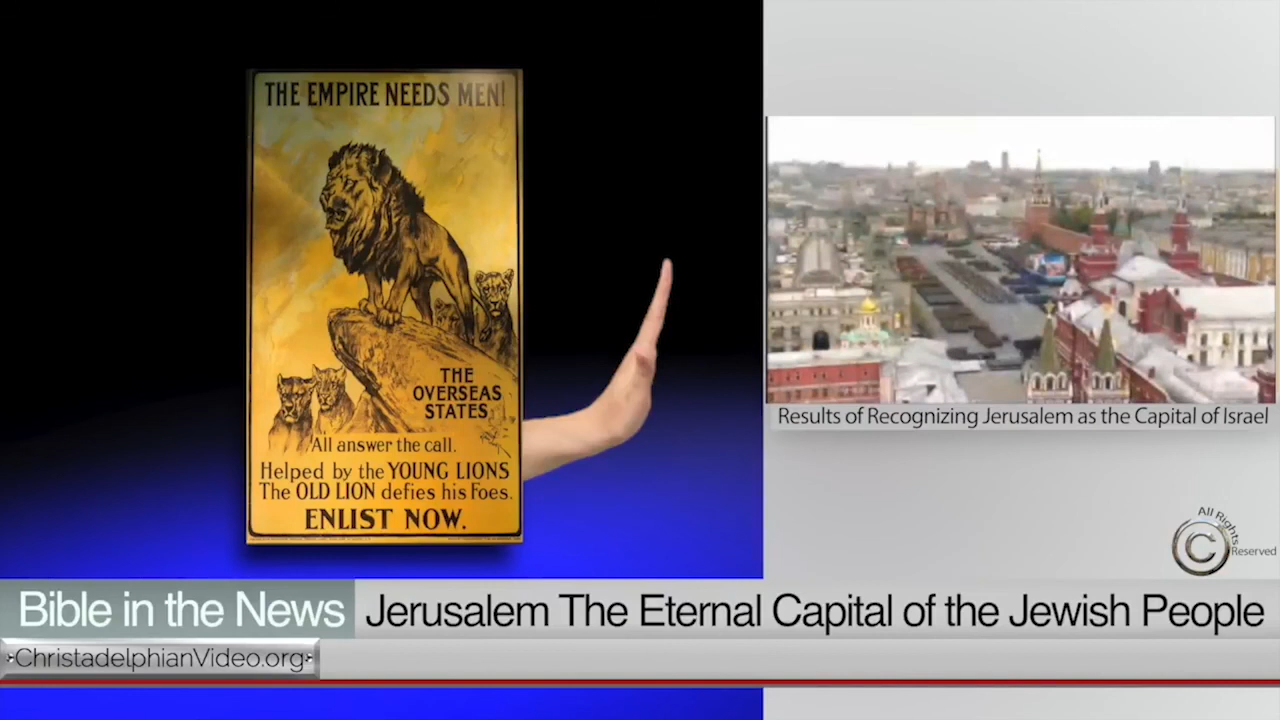 THE EMPIRE NEEDS MEN!
THE
OVERSEAS
STATES
All answer the call.
Helped by the YOUNG LIONS
The OLD LION defies his Foes.
ENLIST NOW.
Results of Recognizing Jerusalem as the Capital of Israel
All Rights
C
Reserved
Bible in the News
Jerusalem The Eternal Capital of the Jewish People
ChristadelphianVideo.org